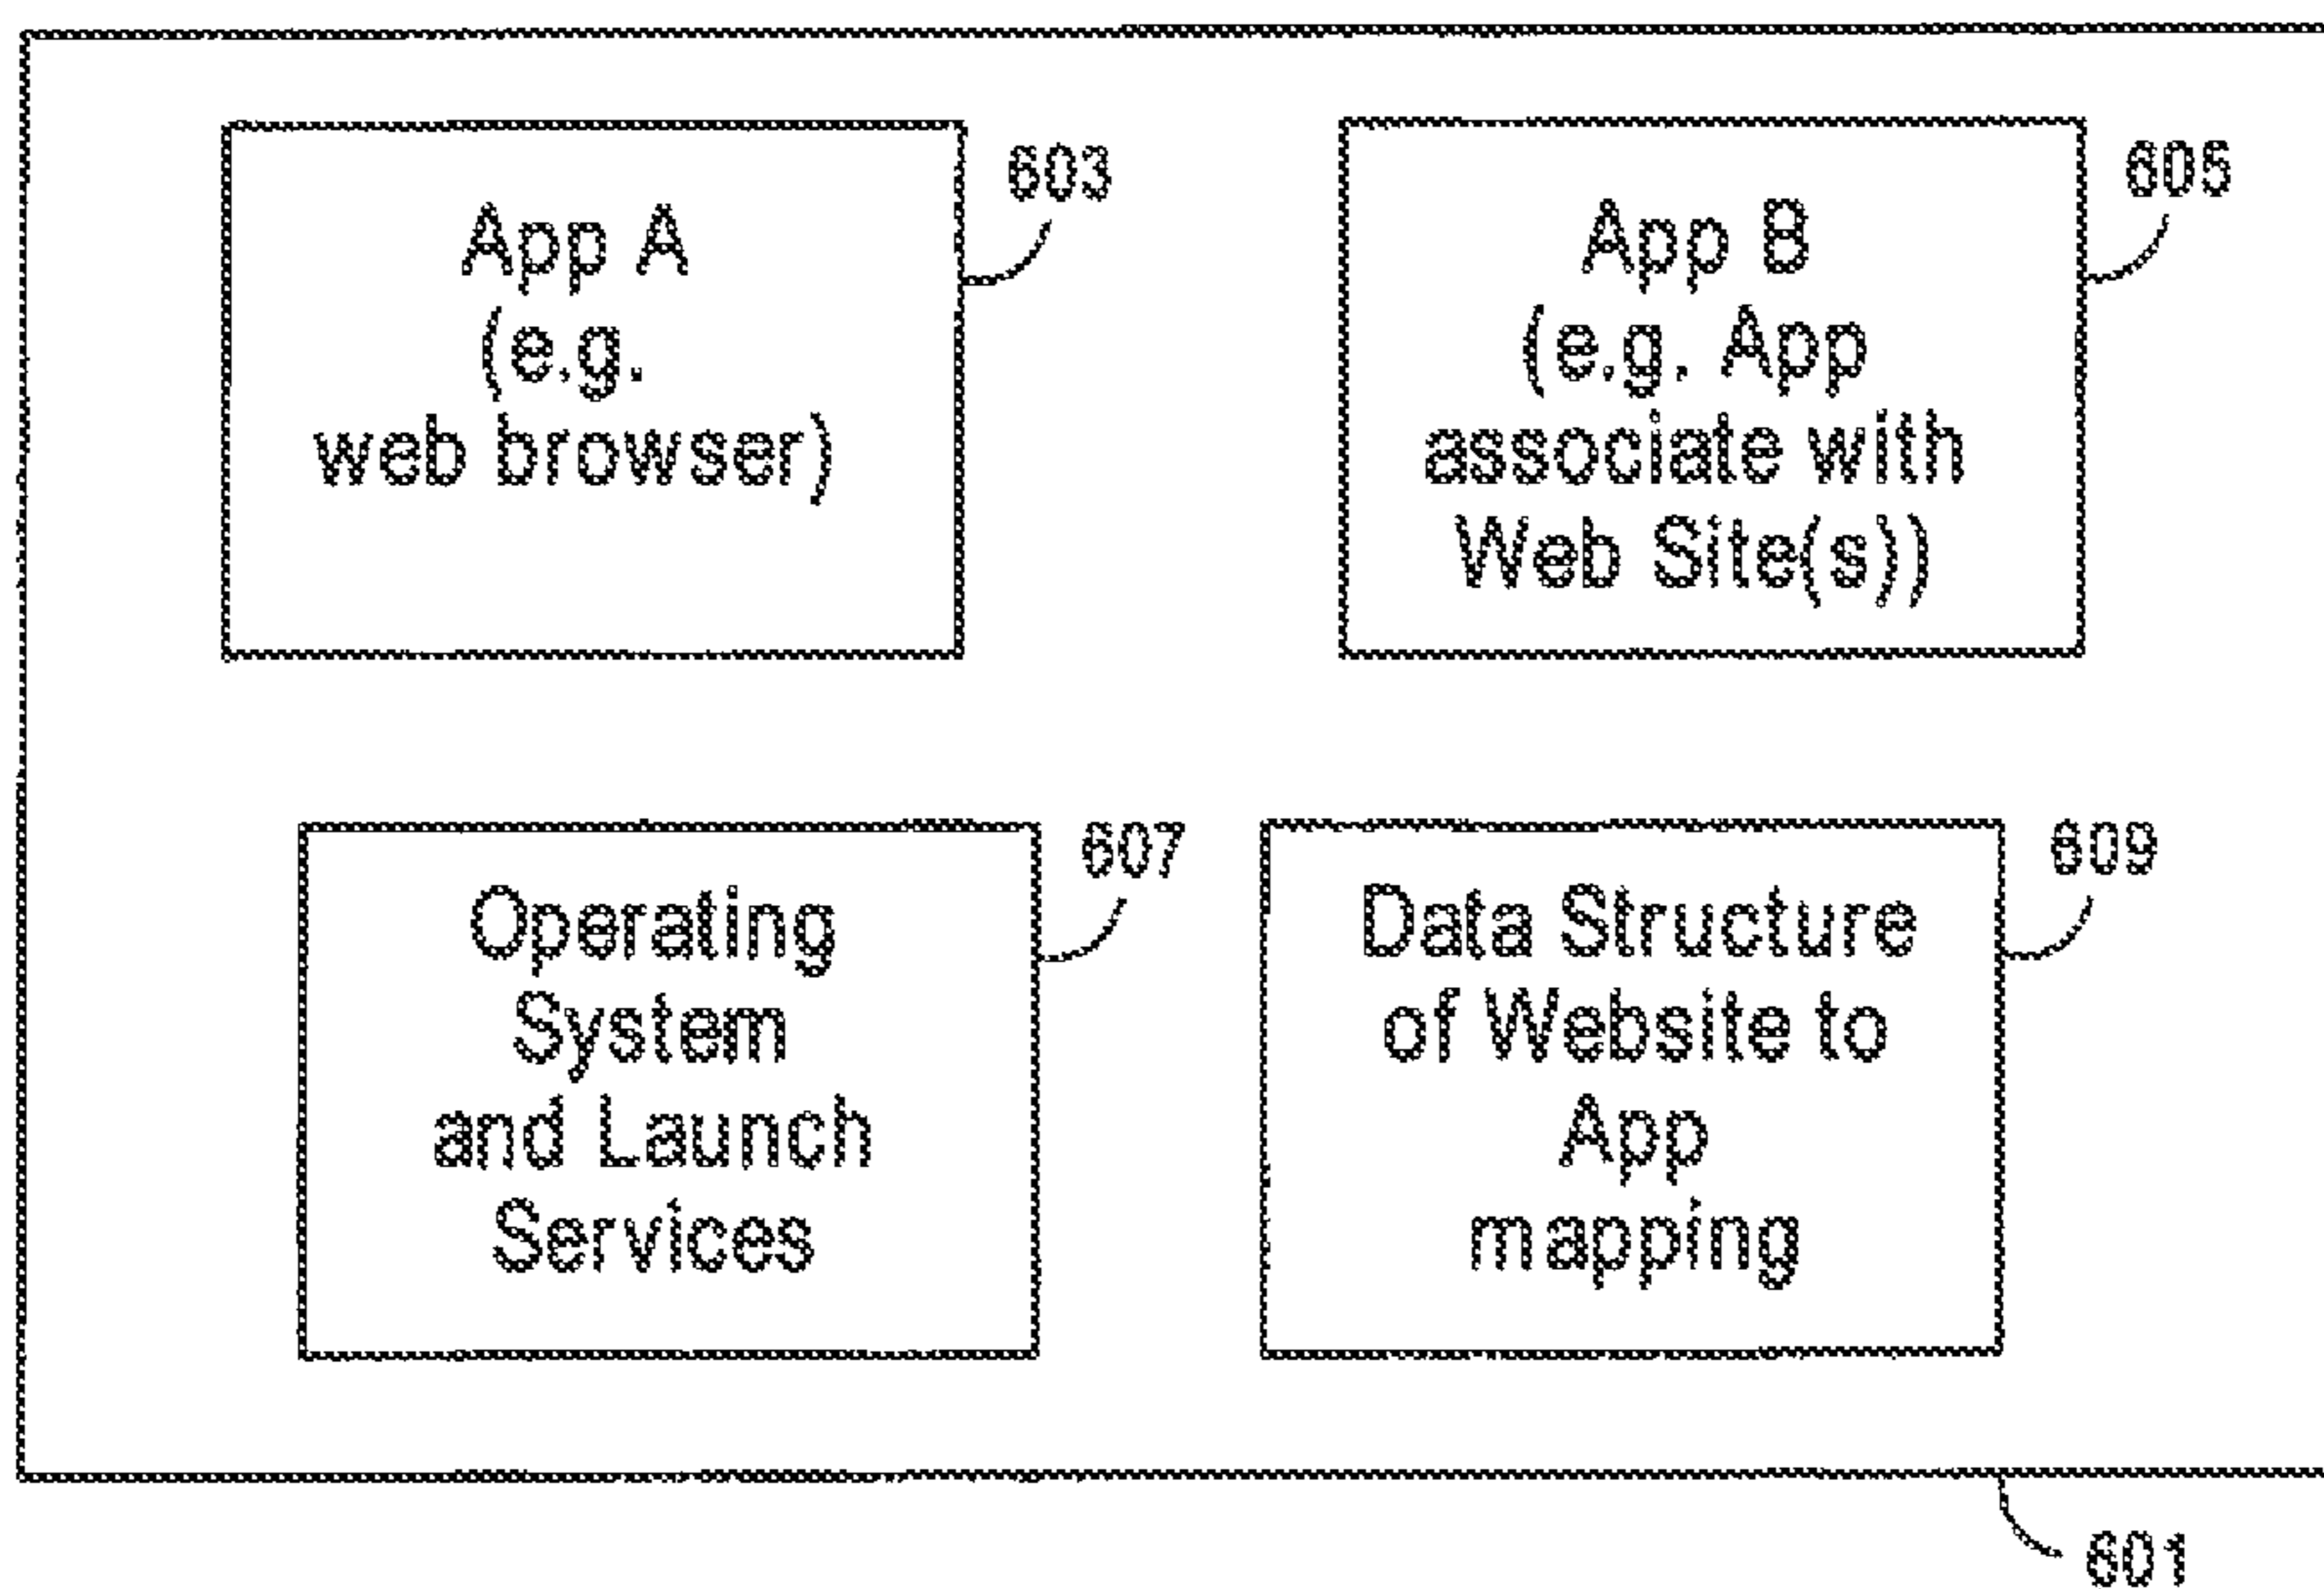 App A
(e.g.
web browser)
603
App B
(e.g. App
associate with
Web Site(s))
605
Operating
System
and Launch
Services
607
Data Structure
of Website to
App
mapping
609
601